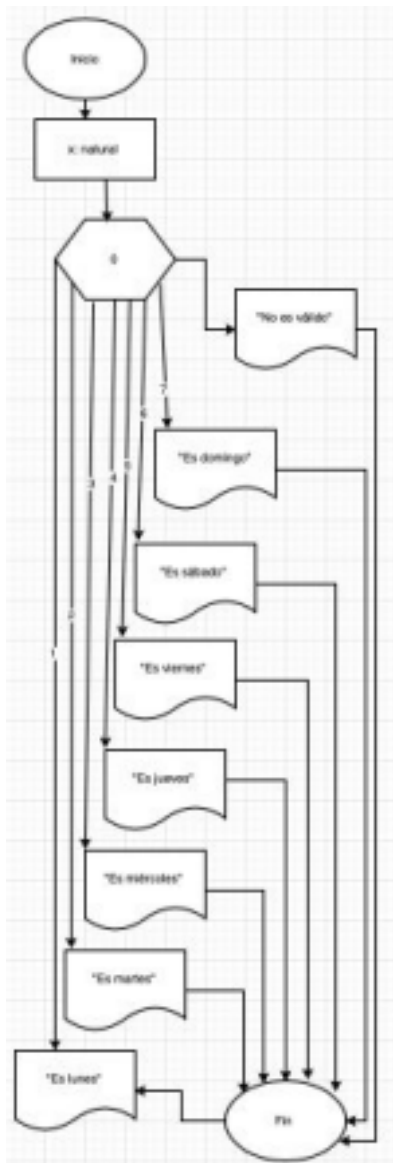 Inicio
x: natural
"No es válido"
7
6
"Es domingo"
5
4
3
"Es sábado"
2
"Es viernes"
1
"Es jueves"
"Es miércoles"
"Es martes"
"Es lunes"
Fin